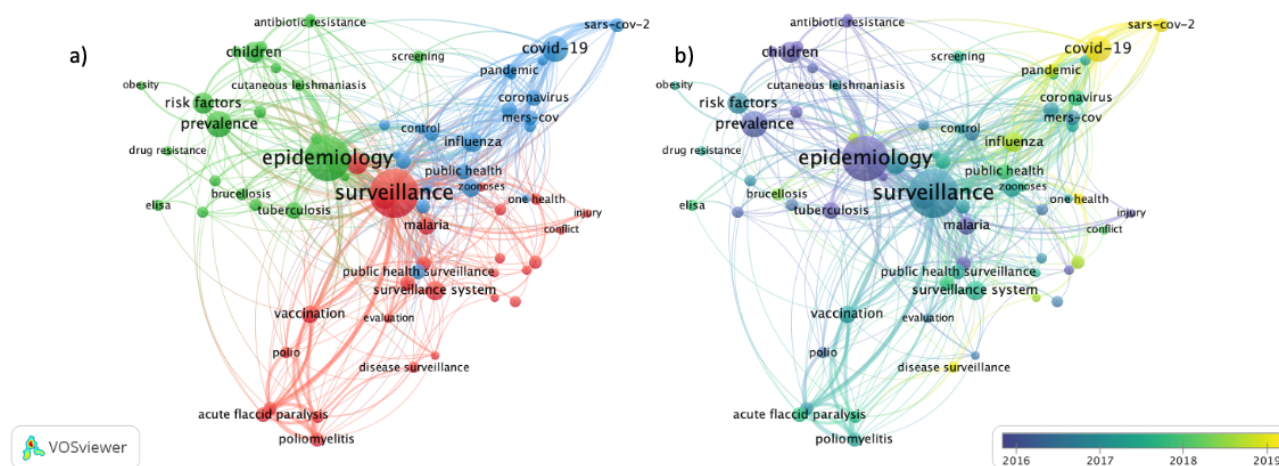 a)
antibiotic resistance
sars-cov-2
children
covid-19
screening
pandemic
obesity
cutaneous leishmaniasis
risk factors
coronavirus
prevalence
mers-cov
control
influenza
drug resistance
epidemiology
public health
surveillance
zoonoses
brucellosis
one health
elisa
tuberculosis
malaria
injury
conflict
public health surveillance
surveillance system
vaccination
evaluation
polio
disease surveillance
acute flaccid paralysis
poliomyelitis
VOSviewer
b)
antibiotic resistance
sars-cov-2
children
covid-19
screening
pandemic
obesity
cutaneous leishmaniasis
risk factors
coronavirus
prevalence
mers-cov
control
influenza
drug resistance
epidemiology
public health
surveillance
zoonoses
brucellosis
one health
elisa
tuberculosis
malaria
injury
conflict
public health surveillance
surveillance system
vaccination
evaluation
polio
disease surveillance
acute flaccid paralysis
poliomyelitis
2016 2017 2018 2019